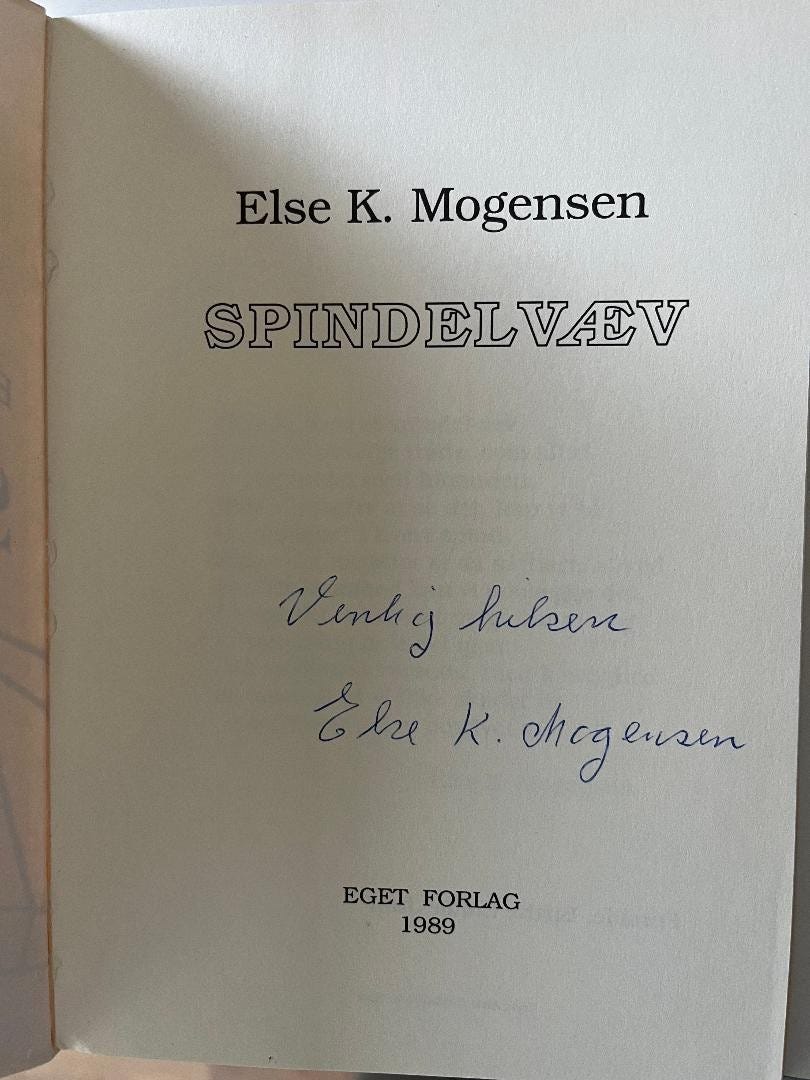 Else K. Mogensen
SPINDELVÆV
Venlig hilsen
Else K. Mogensen
EGET FORLAG
1989